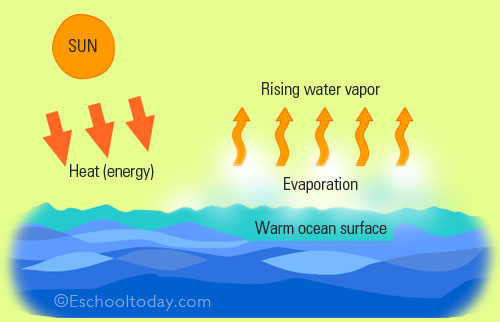 SUN
Rising water vapor
Heat (energy)
Evaporation
Warm ocean surface
©Eschooltoday.com